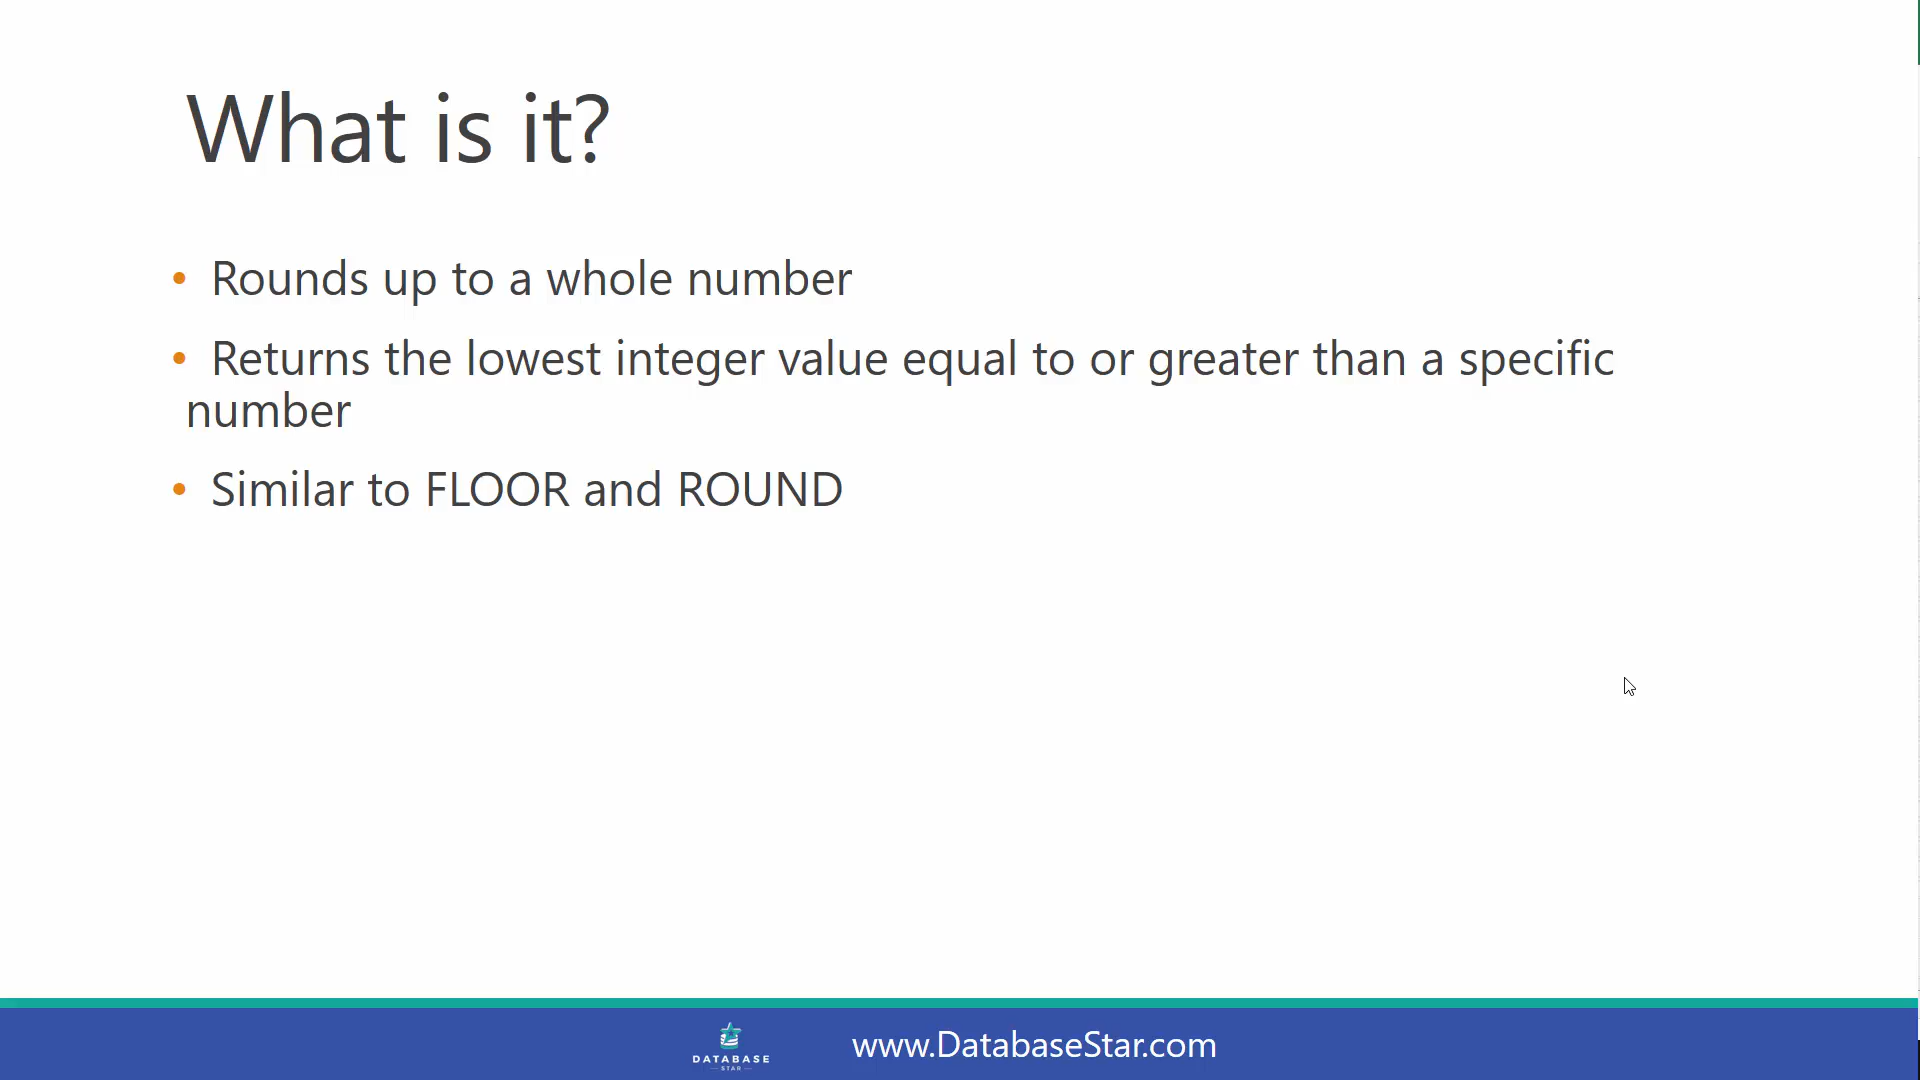 What is it?
• Rounds up to a whole number
• Returns the lowest integer value equal to or greater than a specific
number
• Similar to FLOOR and ROUND
DATABASE
STAR
www.DatabaseStar.com